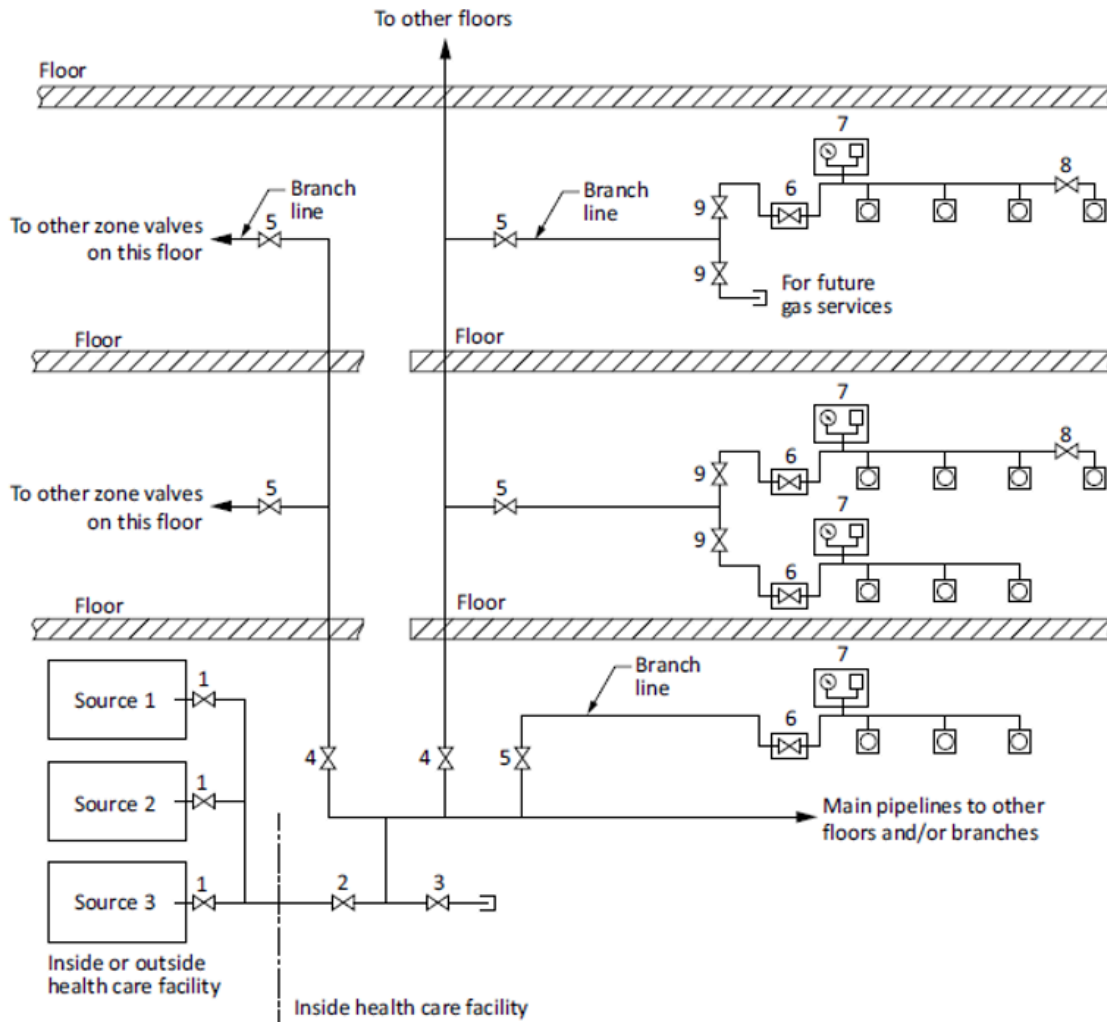 To other floors
Floor
7
Branch
line
Branch
line
6
8
9
To other zone valves
on this floor
5
5
9
For future
gas services
Floor
Floor
7
8
6
9
To other zone valves
on this floor
5
5
7
9
6
Floor
Floor
7
Branch
line
1
Source 1
6
4
4
5
1
Source 2
Main pipelines to other
floors and/or branches
1
Source 3
2
3
Inside or outside
health care facility
Inside health care facility